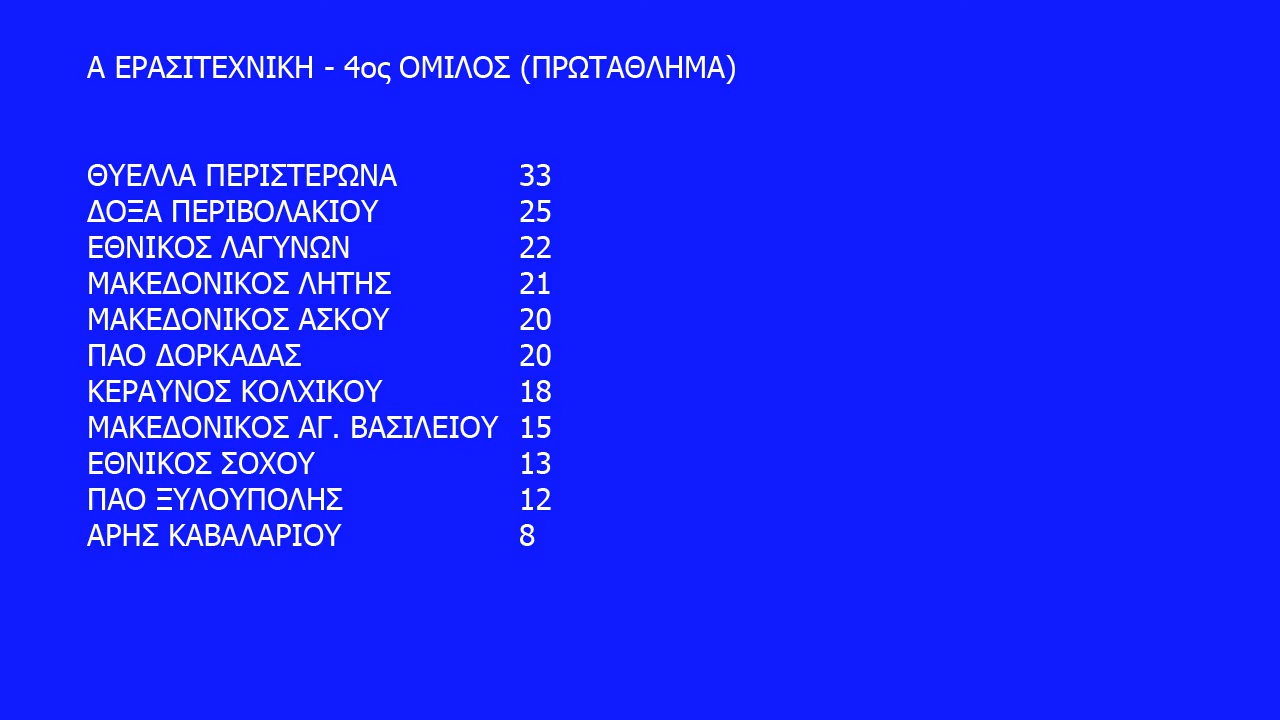 Α ΕΡΑΣΙΤΕΧΝΙΚΗ - 4ος ΟΜΙΛΟΣ (ΠΡΩΤΑΘΛΗΜΑ)
ΘΥΕΛΛΑ ΠΕΡΙΣΤΕΡΩΝΑ 33
ΔΟΞΑ ΠΕΡΙΒΟΛΑΚΙΟΥ 25
ΕΘΝΙΚΟΣ ΛΑΓΥΝΩΝ 22
ΜΑΚΕΔΟΝΙΚΟΣ ΛΗΤΗΣ 21
ΜΑΚΕΔΟΝΙΚΟΣ ΑΣΚΟΥ 20
ΠΑΟ ΔΟΡΚΑΔΑΣ 20
ΚΕΡΑΥΝΟΣ ΚΟΛΧΙΚΟΥ 18
ΜΑΚΕΔΟΝΙΚΟΣ ΑΓ. ΒΑΣΙΛΕΙΟΥ 15
ΕΘΝΙΚΟΣ ΣΟΧΟΥ 13
ΠΑΟ ΞΥΛΟΥΠΟΛΗΣ 12
ΑΡΗΣ ΚΑΒΑΛΑΡΙΟΥ 8